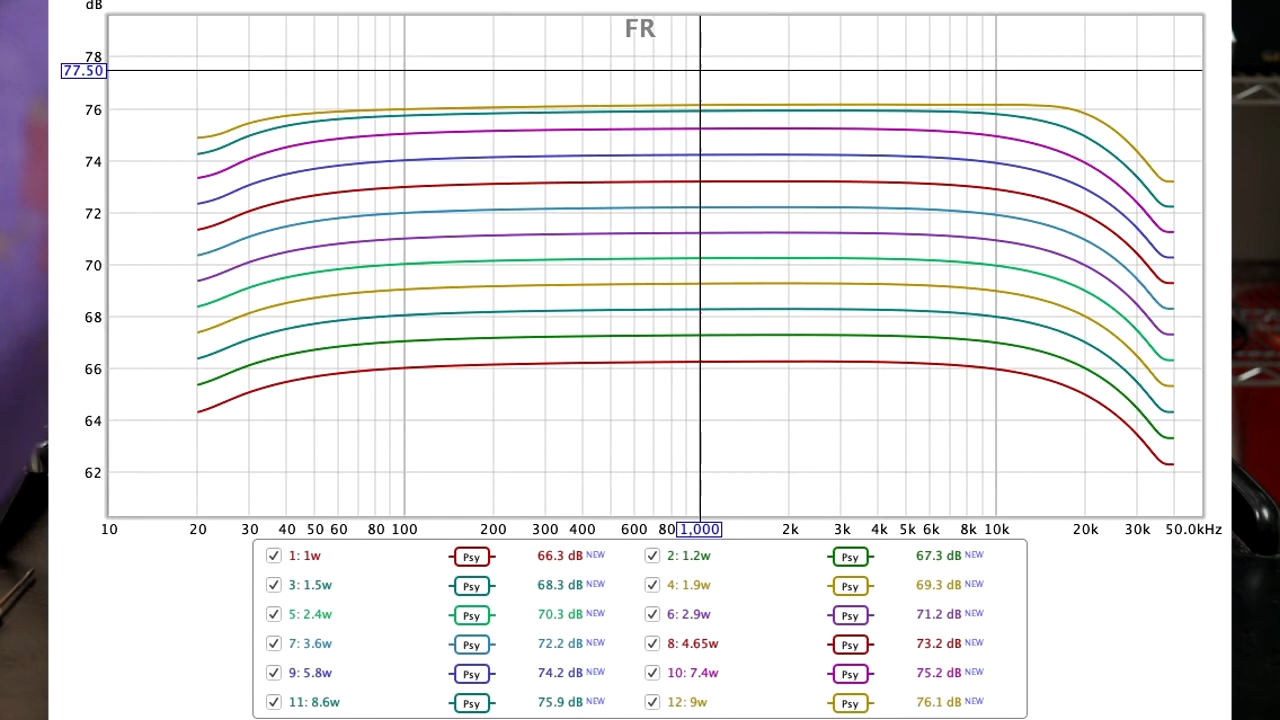 dB
FR
78
77.50
76
74
72
70
68
66
64
62
10 20 30 40 50 60 80 100 200 300 400 600 80 1,000 2k 3k 4k 5k 6k 8k 10k 20k 30k 50.0kHz
1: 1w Psy 66.3 dB NEW 2: 1.2w Psy 67.3 dB NEW
3: 1.5w Psy 68.3 dB NEW 4: 1.9w Psy 69.3 dB NEW
5: 2.4w Psy 70.3 dB NEW 6: 2.9w Psy 71.2 dB NEW
7: 3.6w Psy 72.2 dB NEW 8: 4.65w Psy 73.2 dB NEW
9: 5.8w Psy 74.2 dB NEW 10: 7.4w Psy 75.2 dB NEW
11: 8.6w Psy 75.9 dB NEW 12: 9w Psy 76.1 dB NEW